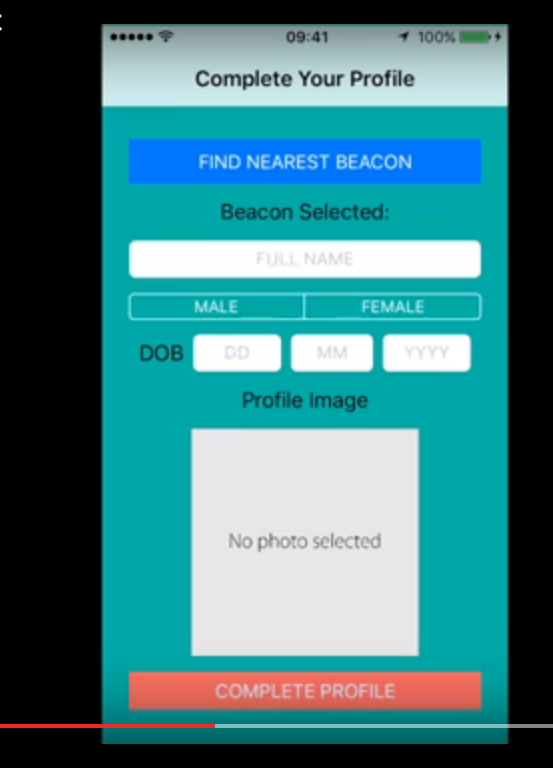 09:41
100%
Complete Your Profile
FIND NEAREST BEACON
Beacon Selected:
FULL NAME
MALE FEMALE
DOB DD MM YYYY
Profile Image
No photo selected
COMPLETE PROFILE